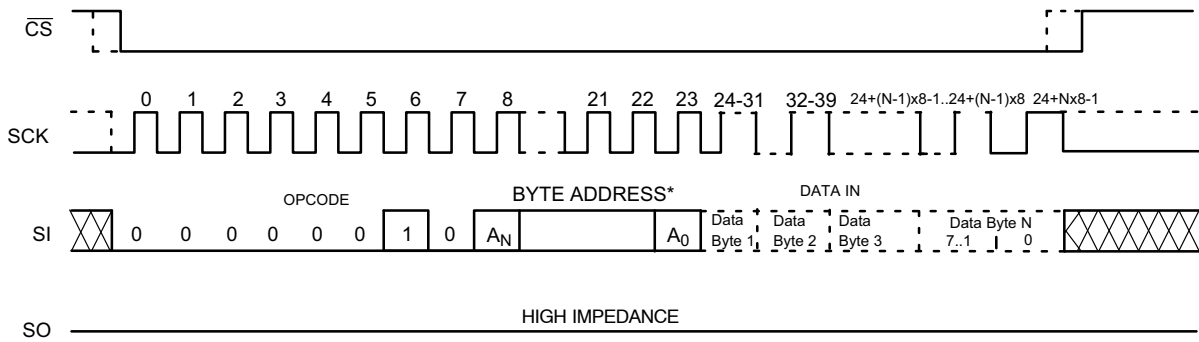 CS
0 1 2 3 4 5 6 7 8 21 22 23 24-31 32-39 24+(N-1)x8-1..24+(N-1)x8 24+Nx8-1
SCK
OPCODE BYTE ADDRESS* DATA IN
SI 0 0 0 0 0 0 1 0 AN A0
Data Byte 1
Data Byte 2
Data Byte 3
Data Byte N
7..1 0
HIGH IMPEDANCE
SO